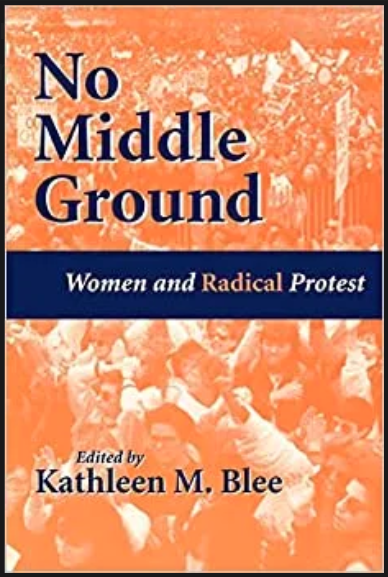 No
Middle
Ground
Women and Radical Protest
Edited by
Kathleen M. Blee